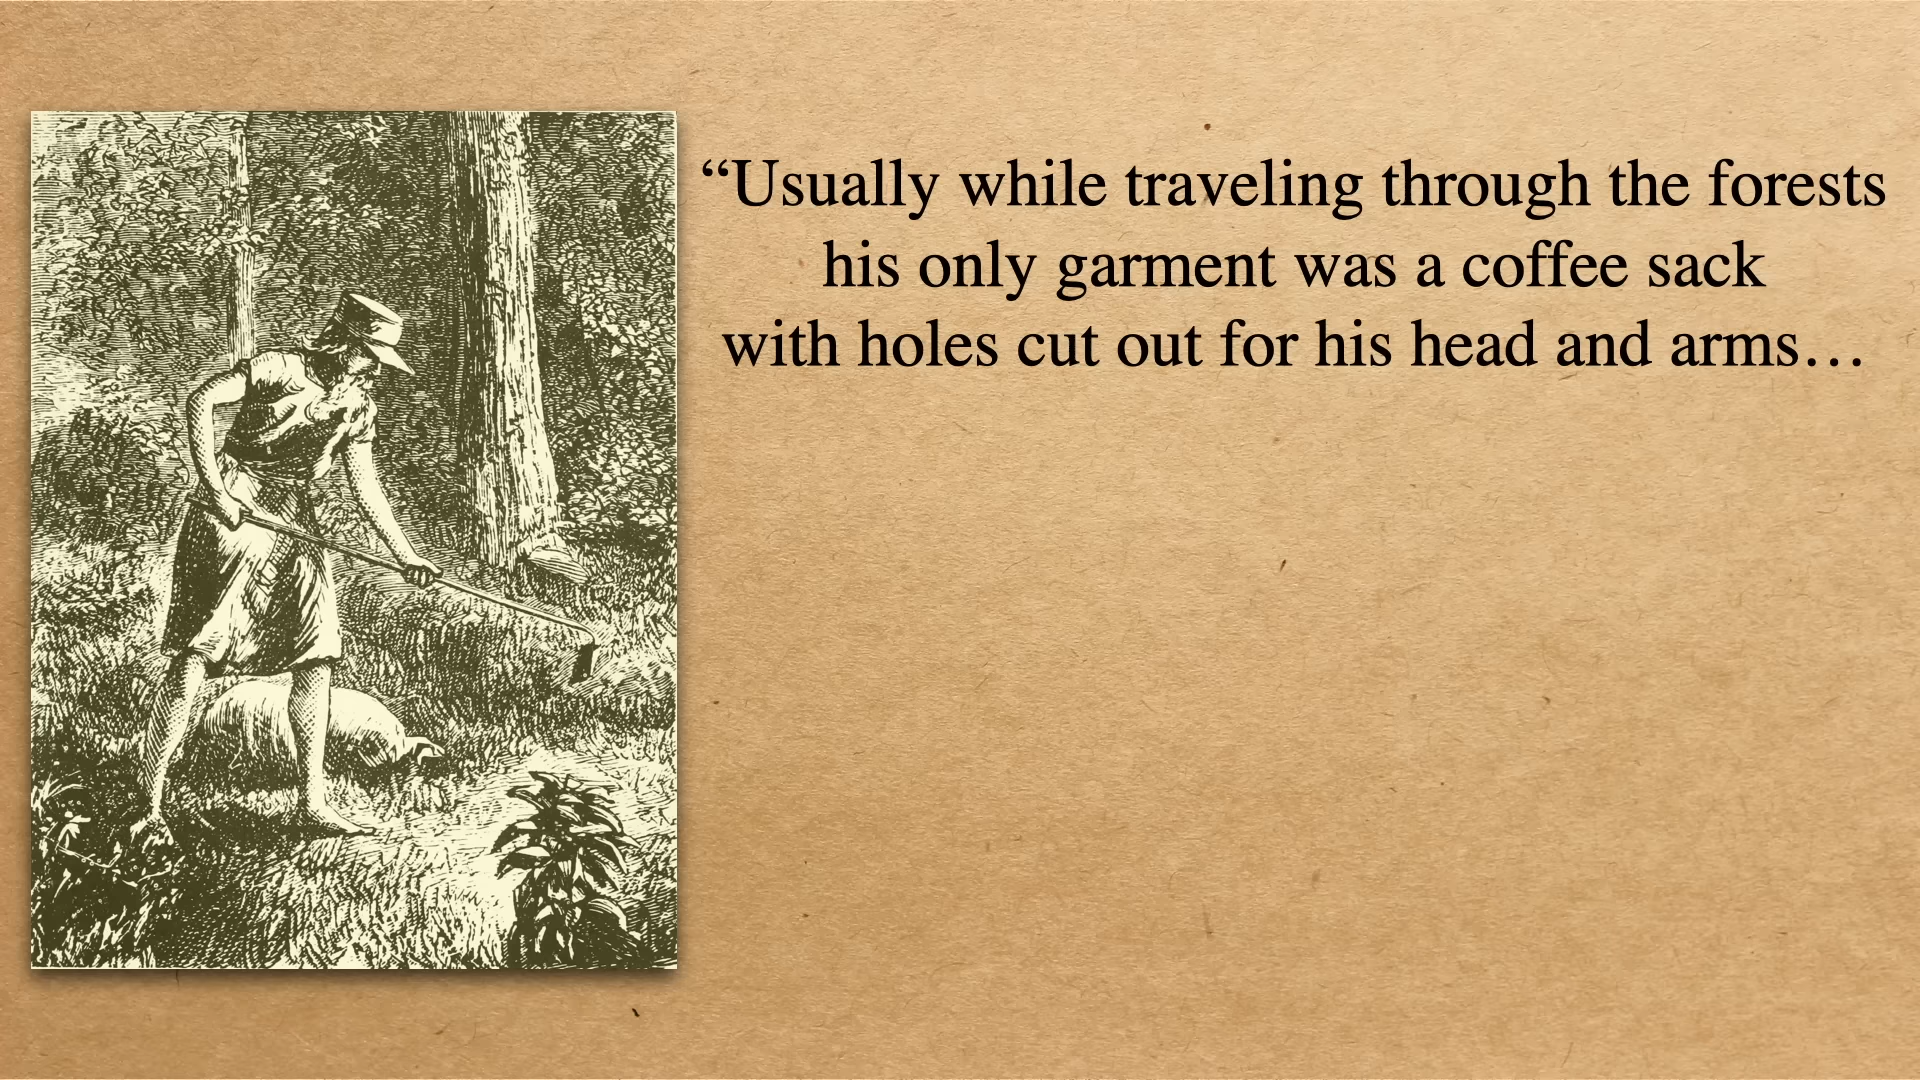 “Usually while traveling through the forests
his only garment was a coffee sack
with holes cut out for his head and arms…